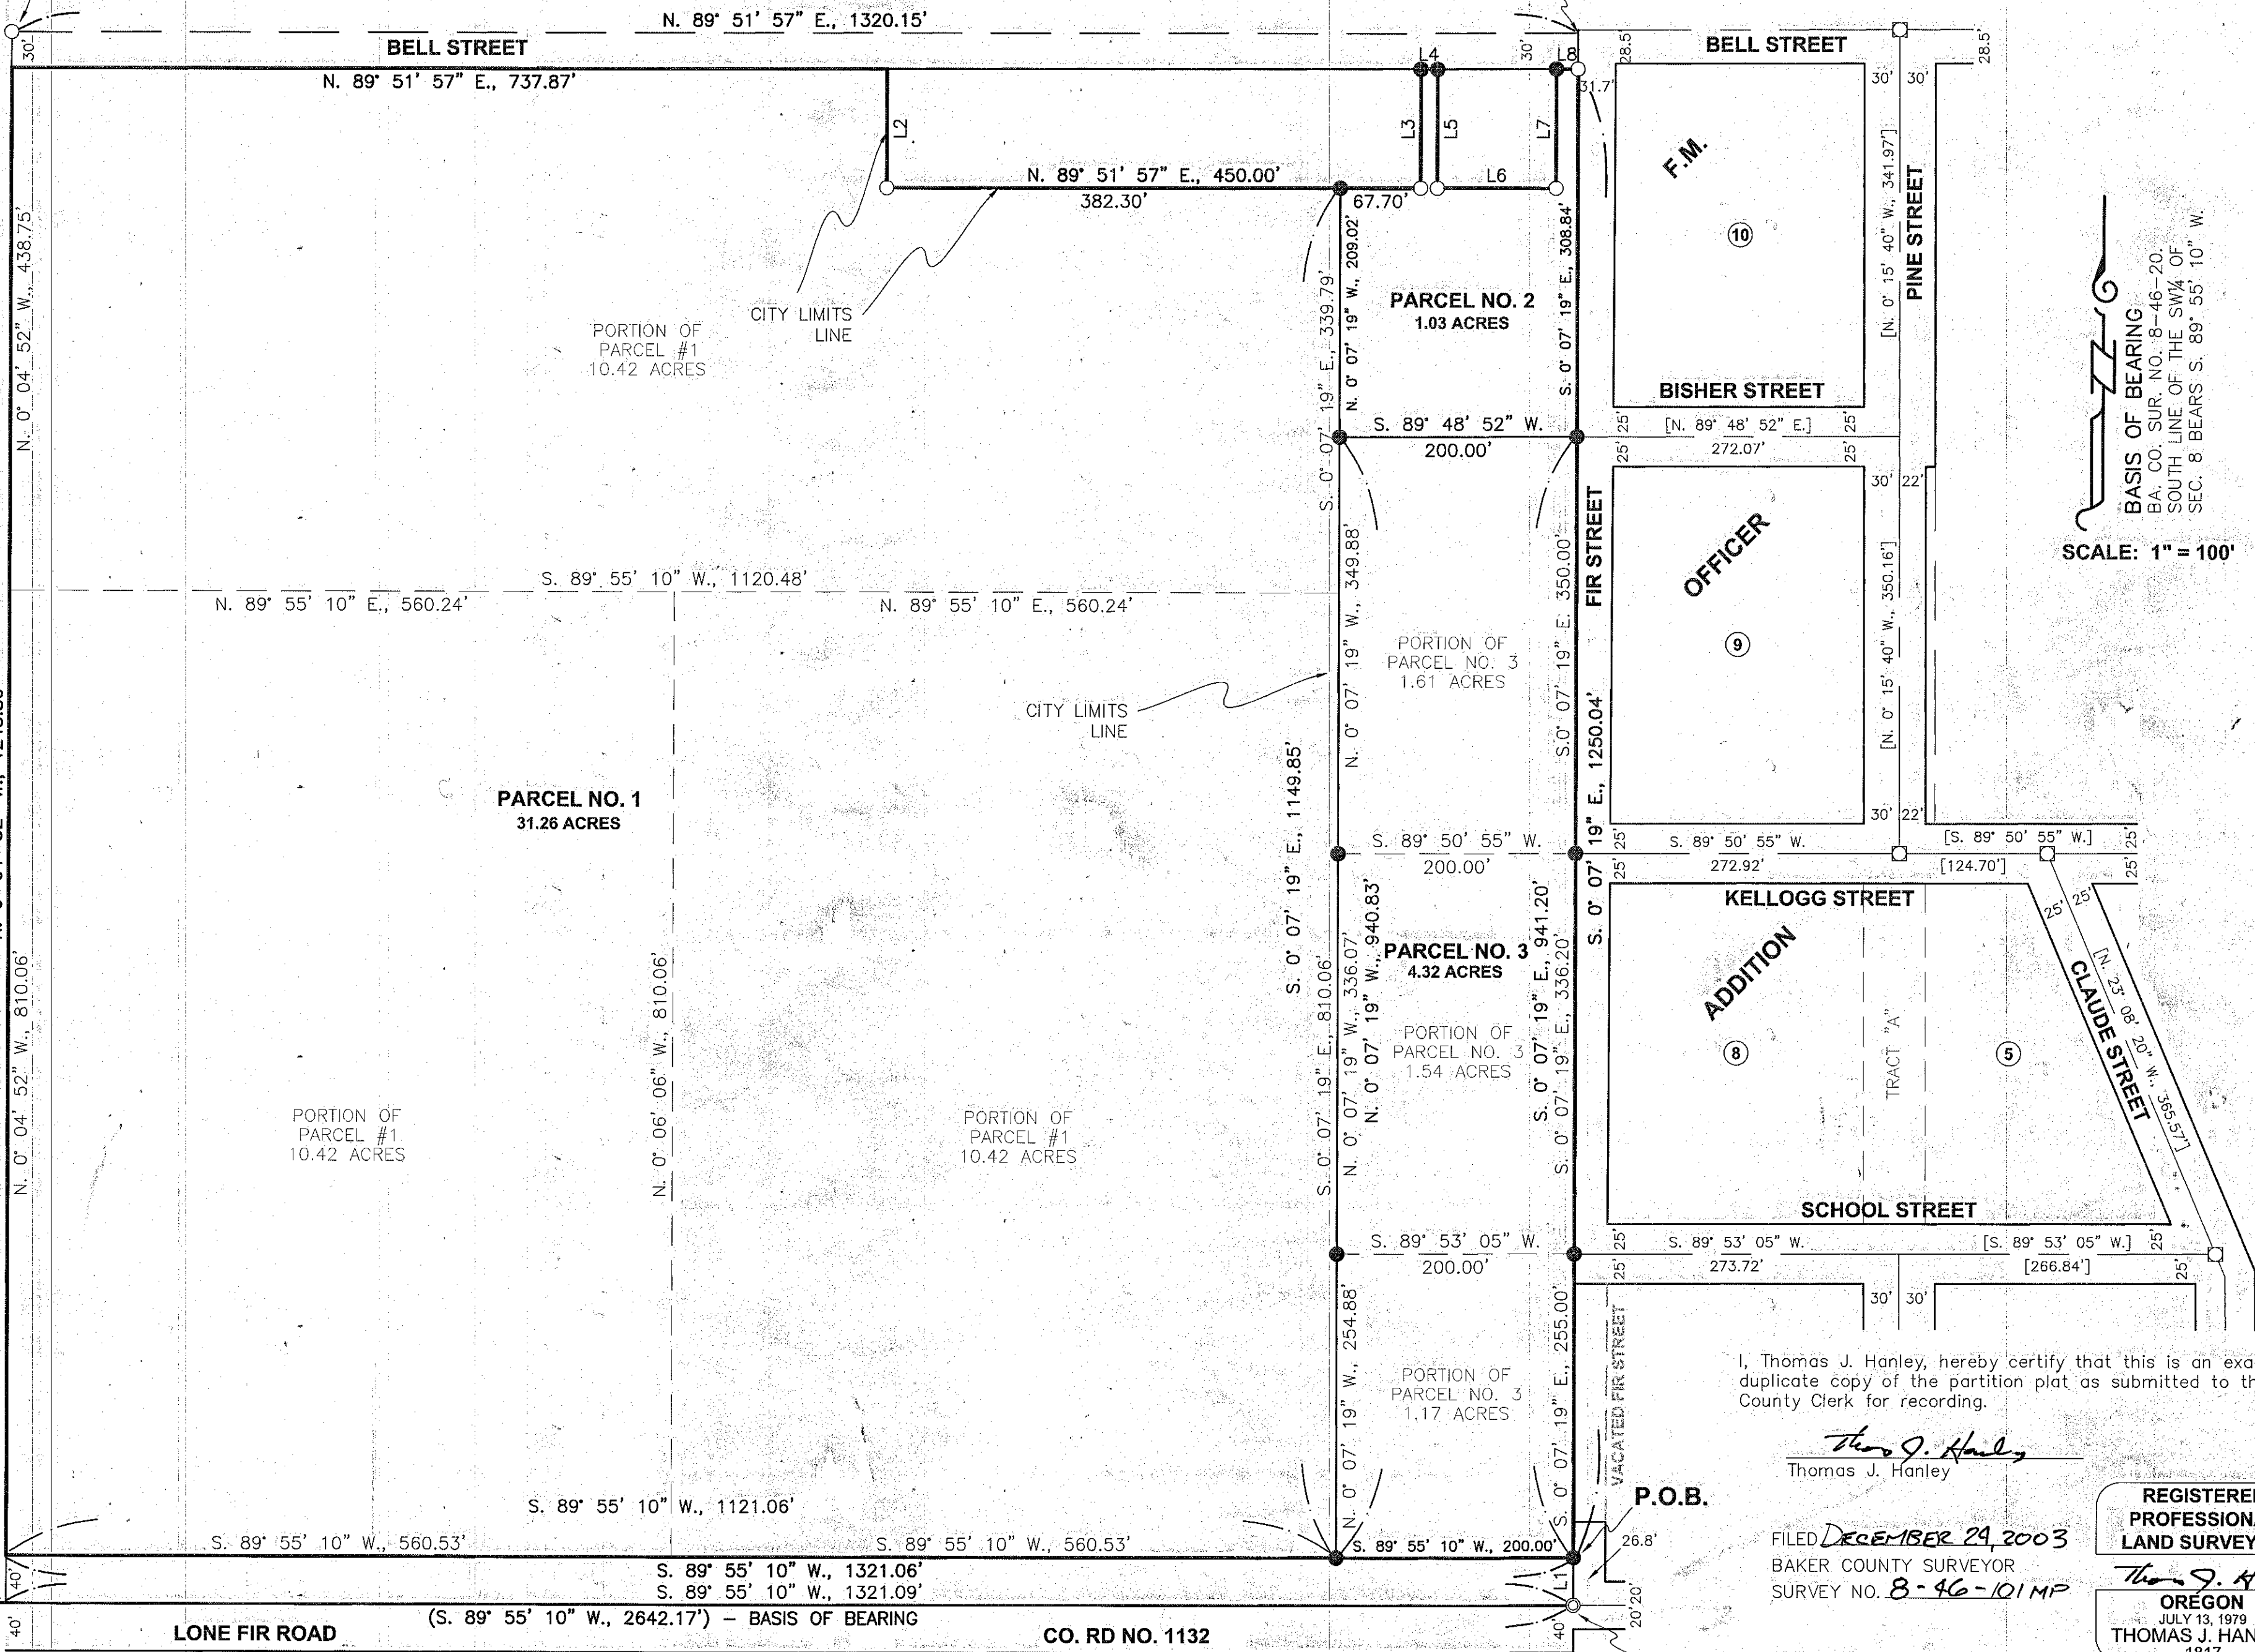 N. 89° 51' 57" E., 1320.15'
BELL STREET
30'
N. 89° 51' 57" E., 737.87'
L2
L4
L3
L5
L7
L8
30'
31.7'
28.5'
BELL STREET
28.5'
30' 30'
N. 89° 51' 57" E., 450.00'
382.30'
67.70'
L6
N. 0° 04' 52" W., 438.75'
CITY LIMITS
LINE
PORTION OF
PARCEL #1
10.42 ACRES
S. 0° 07' 19" E., 339.79'
N. 0° 07' 19" W., 209.02'
PARCEL NO. 2
1.03 ACRES
S. 0° 07' 19" E., 308.84'
F.M.
10
[N. 0° 15' 40" W., 341.97']
PINE STREET
BASIS OF BEARING
BA. CO. SUR. NO. 8-46-20.
SOUTH LINE OF THE SW¼ OF
SEC. 8 BEARS S. 89° 55' 10" W.
SCALE: 1" = 100'
BISHER STREET
S. 89° 48' 52" W.
200.00'
25' 25'
[N. 89° 48' 52" E.]
272.07'
25' 25'
30' 22'
S. 89° 55' 10" W., 1120.48'
N. 89° 55' 10" E., 560.24'
N. 89° 55' 10" E., 560.24'
N. 0° 07' 19" W., 349.88'
S. 0° 07' 19" E. 350.00'
FIR STREET
OFFICER
9
[N. 0° 15' 40" W., 350.16']
PORTION OF
PARCEL NO. 3
1.61 ACRES
CITY LIMITS
LINE
S. 0° 07' 19" E., 1250.04'
S. 0° 07' 19" E., 1149.85'
PARCEL NO. 1
31.26 ACRES
30' 22'
S. 89° 50' 55" W.
200.00'
25' 25'
S. 89° 50' 55" W.
272.92'
[S. 89° 50' 55" W.]
[124.70']
25' 25'
KELLOGG STREET
25' 25'
N. 0° 04' 52" W., 810.06'
N. 0° 06' 06" W., 810.06'
S. 0° 07' 19" E., 810.06'
N. 0° 07' 19" W., 336.07'
N. 0° 07' 19" W., 940.83'
PARCEL NO. 3
4.32 ACRES
S. 0° 07' 19" E., 941.20'
S. 0° 07' 19" E., 336.20'
ADDITION
8
TRACT "A"
5
CLAUDE STREET
[N. 23° 08' 20" W., 365.57']
PORTION OF
PARCEL #1
10.42 ACRES
PORTION OF
PARCEL #1
10.42 ACRES
PORTION OF
PARCEL NO. 3
1.54 ACRES
SCHOOL STREET
S. 89° 53' 05" W.
200.00'
25' 25'
S. 89° 53' 05" W.
273.72'
[S. 89° 53' 05" W.]
[266.84']
25' 25'
30' 30'
N. 0° 07' 19" W., 254.88'
S. 0° 07' 19" E., 255.00'
VACATED FIR STREET
PORTION OF
PARCEL NO. 3
1.17 ACRES
I, Thomas J. Hanley, hereby certify that this is an exa
duplicate copy of the partition plat as submitted to th
County Clerk for recording.
Thos J. Hanley
Thomas J. Hanley
P.O.B.
26.8'
S. 89° 55' 10" W., 1121.06'
S. 89° 55' 10" W., 560.53'
S. 89° 55' 10" W., 560.53'
S. 89° 55' 10" W., 200.00'
S. 89° 55' 10" W., 1321.06'
S. 89° 55' 10" W., 1321.09'
(S. 89° 55' 10" W., 2642.17') – BASIS OF BEARING
40'
40'
L1
40'
20' 20'
LONE FIR ROAD
CO. RD NO. 1132
FILED DECEMBER 29, 2003
BAKER COUNTY SURVEYOR
SURVEY NO. 8-46-101 MP
REGISTERE
PROFESSION
LAND SURVEY
Thos J. H
OREGON
JULY 13, 1979
THOMAS J. HAN
1817